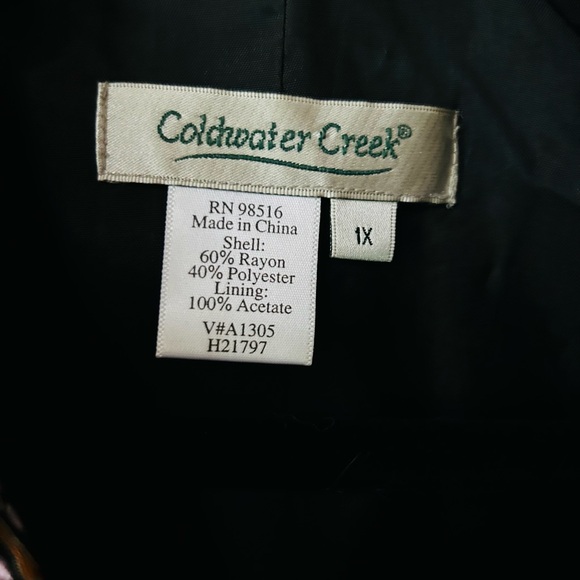 Coldwater Creek®
RN 98516
Made in China
Shell:
60% Rayon
40% Polyester
Lining:
100% Acetate
V#A1305
H21797
1X